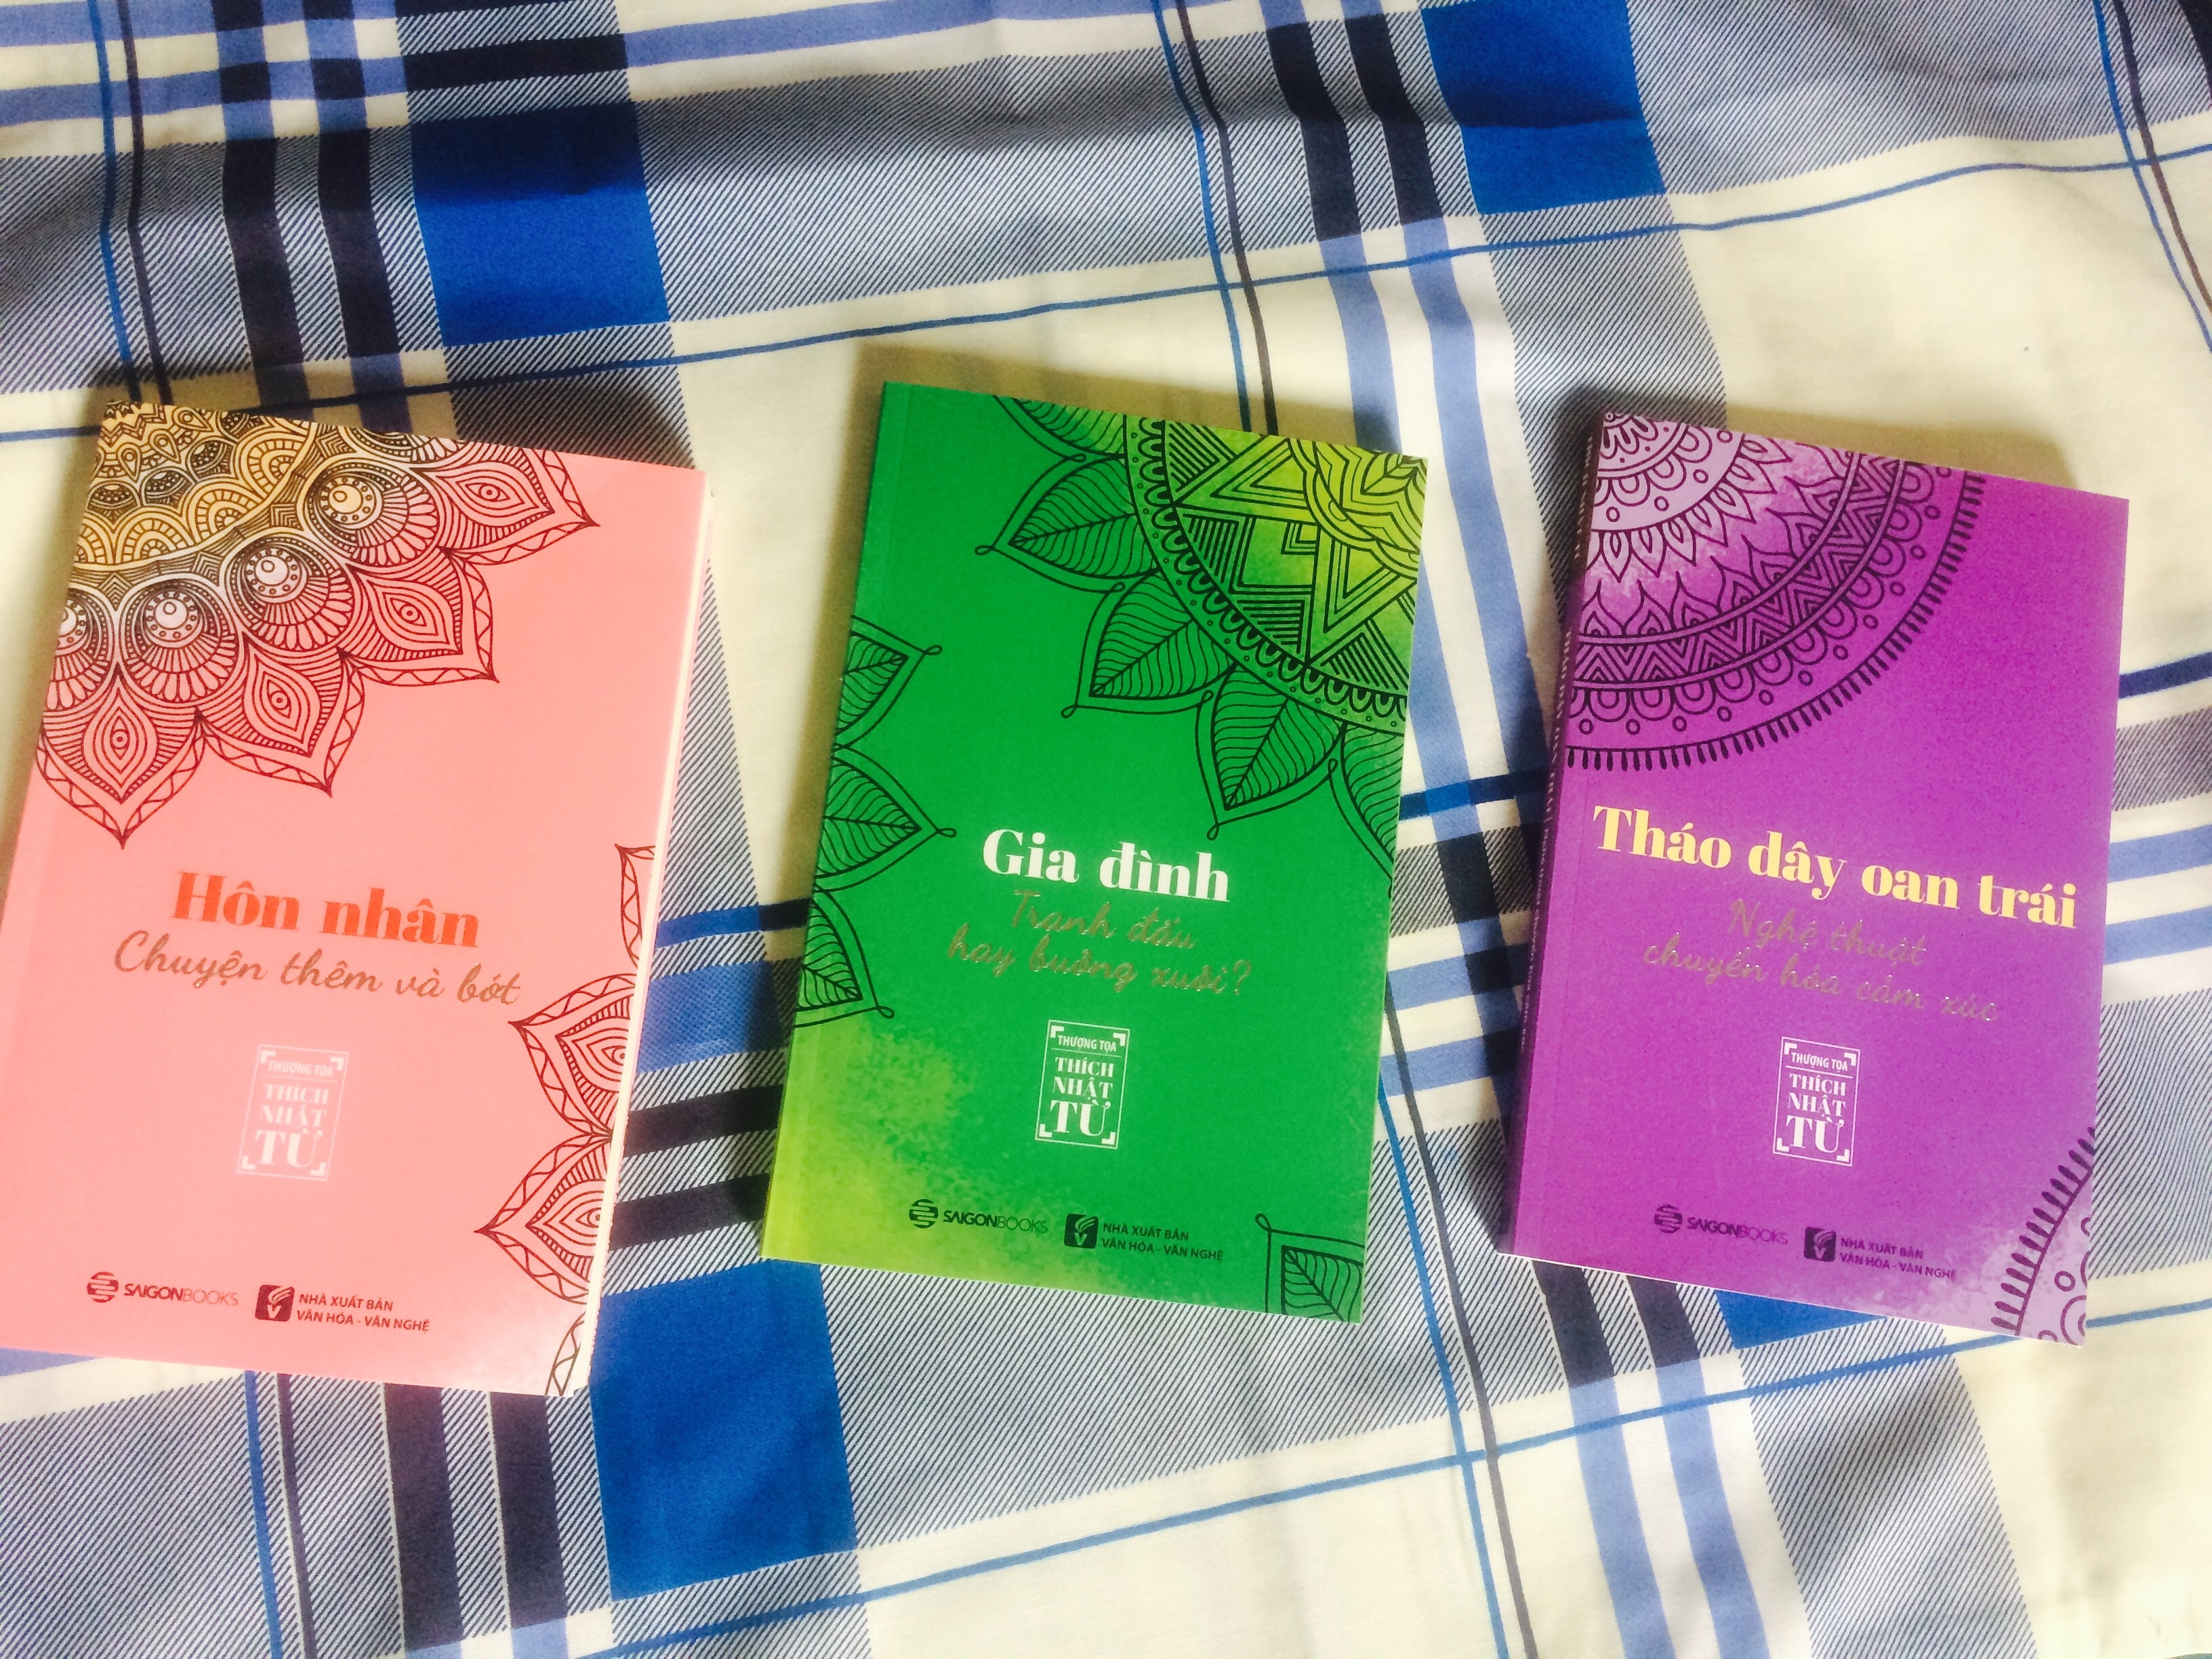 Hôn nhân
Chuyện thêm và bớt
THƯỢNG TỌA
THÍCH
NHẬT
TỪ
SAIGONBOOKS
NHÀ XUẤT BẢN
VĂN HÓA - VĂN NGHỆ
Gia đình
Tranh đấu
hay buông xuôi?
THƯỢNG TỌA
THÍCH
NHẬT
TỪ
SAIGONBOOKS
NHÀ XUẤT BẢN
VĂN HÓA - VĂN NGHỆ
Tháo dây oan trái
Nghệ thuật
chuyển hóa cảm xúc
THƯỢNG TỌA
THÍCH
NHẬT
TỪ
SAIGONBOOKS
NHÀ XUẤT BẢN
VĂN HÓA - VĂN NGHỆ